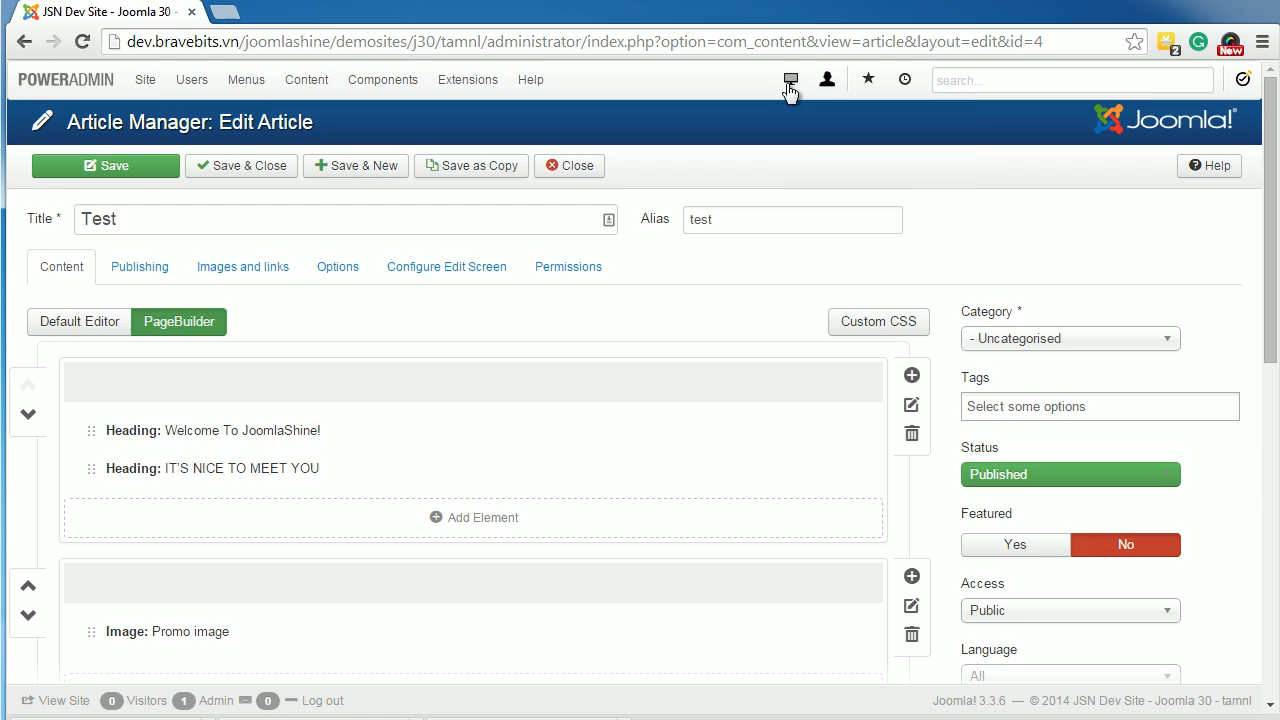 JSN Dev Site - Joomla 30 -
dev.bravebits.vn/joomlashine/demosites/j30/tamnl/administrator/index.php?option=com_content&view=article&layout=edit&id=4
2
New
POWERADMIN Site Users Menus Content Components Extensions Help search...
Article Manager: Edit Article
Joomla!®
Save Save & Close Save & New Save as Copy Close Help
Title * Test Alias test
Content Publishing Images and links Options Configure Edit Screen Permissions
Default Editor PageBuilder Custom CSS
Category *
- Uncategorised
Tags
Select some options
Heading: Welcome To JoomlaShine!
Heading: IT'S NICE TO MEET YOU
Status
Published
Add Element
Featured
Yes No
Access
Public
Image: Promo image
Language
All
View Site 0 Visitors 1 Admin 0 Log out Joomla! 3.3.6 — © 2014 JSN Dev Site - Joomla 30 - tamnl